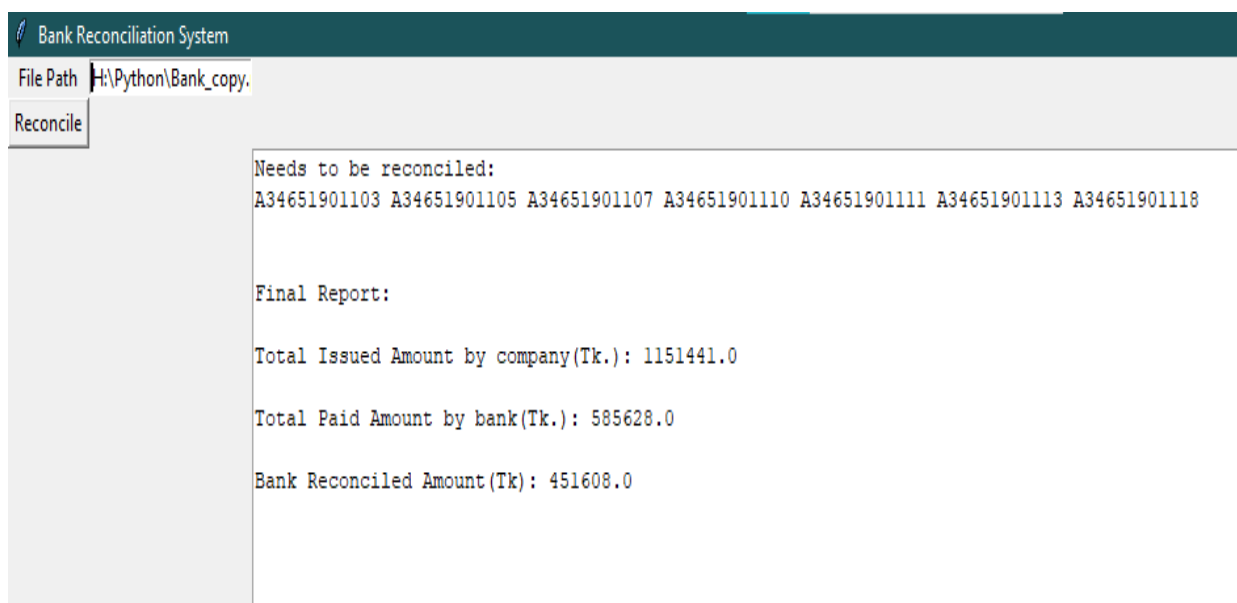 Bank Reconciliation System
File Path H:\Python\Bank_copy.
Reconcile
Needs to be reconciled:
A34651901103 A34651901105 A34651901107 A34651901110 A34651901111 A34651901113 A34651901118
Final Report:
Total Issued Amount by company(Tk.): 1151441.0
Total Paid Amount by bank(Tk.): 585628.0
Bank Reconciled Amount(Tk): 451608.0